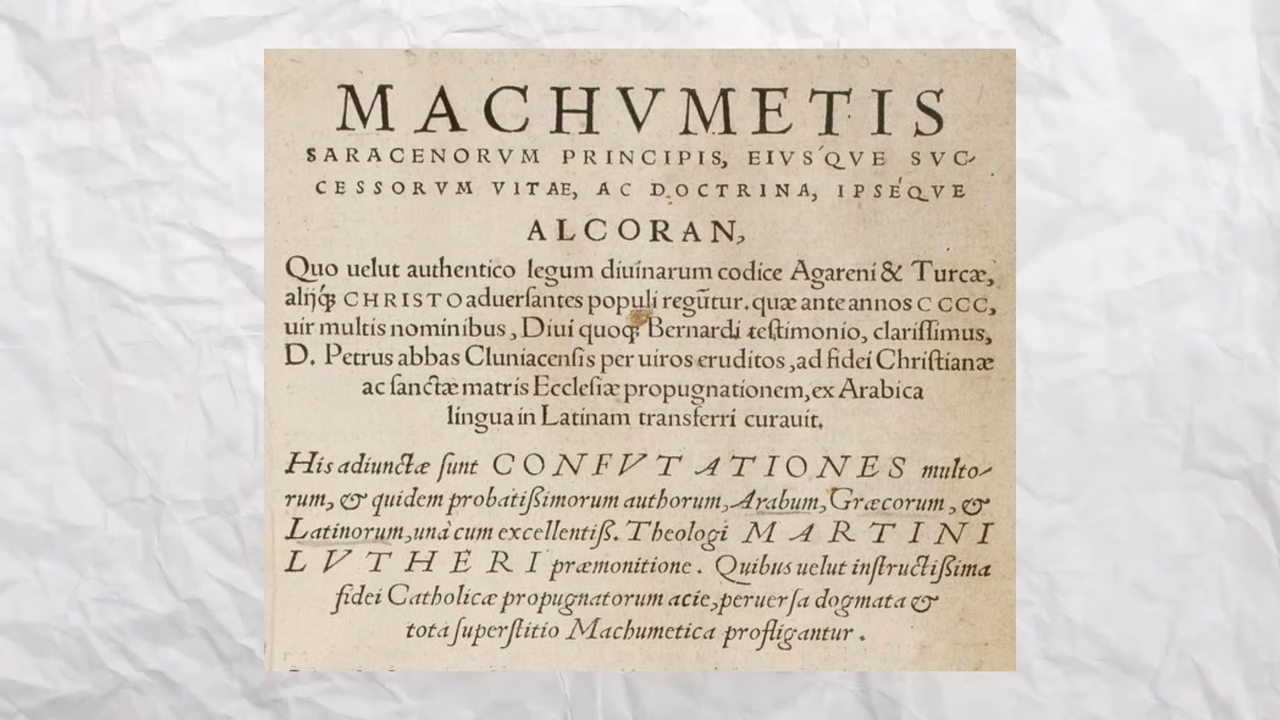 MACHVMETIS
SARACENORVM PRINCIPIS, EIVS'QVE SVC-
CESSORVM VITAE, AC DOCTRINA, IPSÉQVE
ALCORAN,
Quo uelut authentico legum diuinarum codice Agareni & Turcæ,
alijq́ꝫ CHRISTO aduerſantes populi regũtur. quæ ante annos CCCC,
uir multis nominibus, Diui quoqꝫ Bernardi teſtimonio, clariſſimus,
D. Petrus abbas Cluniacenſis per uiros eruditos, ad fidei Chriſtianæ
ac ſanctæ matris Eccleſiæ propugnationem, ex Arabica
lingua in Latinam transferri curauit.
His adiunctæ ſunt CONFVTATIONES multo-
rum, & quidem probatißimorum authorum, Arabum, Græcorum, &
Latinorum, unà cum excellentiß. Theologi MARTINI
LVTHERI præmonitione. Quibus uelut inſtructißima
fidei Catholicæ propugnatorum acie, peruerſa dogmata &
tota ſuperſtitio Machumetica profligantur.